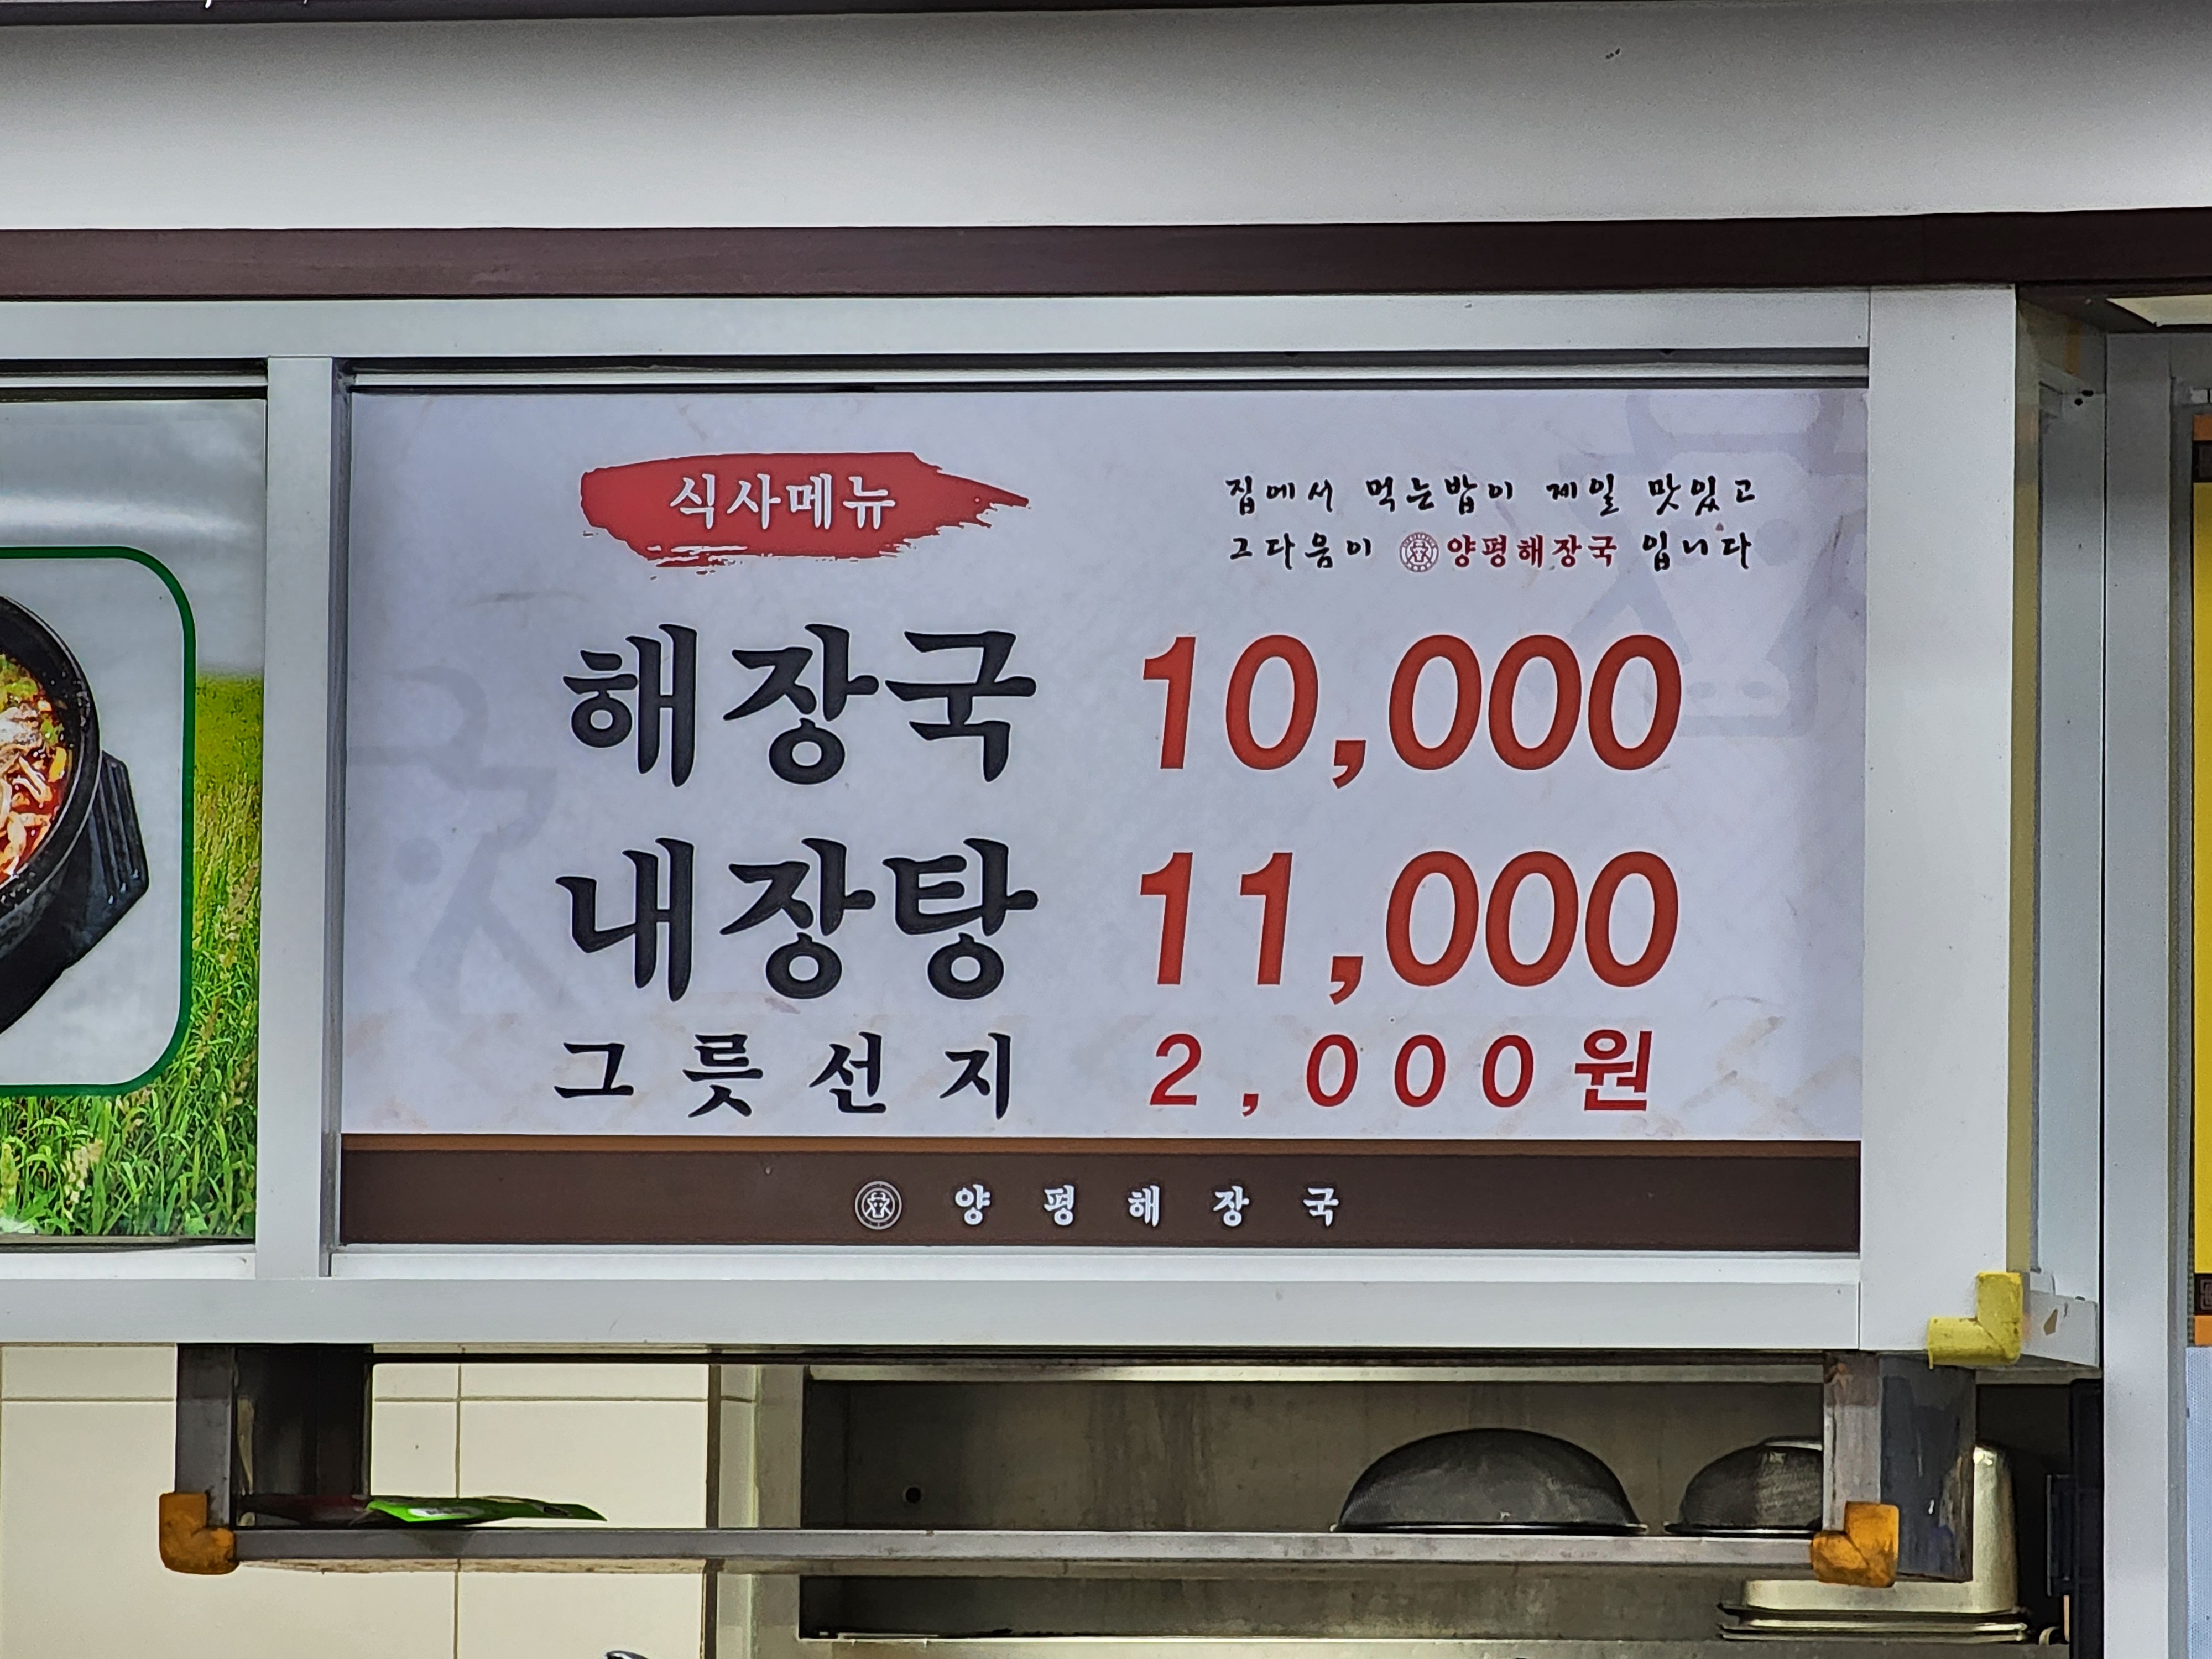 식사메뉴
집에서 먹는밥이 제일 맛있고
그다음이 양평해장국 입니다
해장국 10,000
내장탕 11,000
그릇선지 2,000원
양평해장국